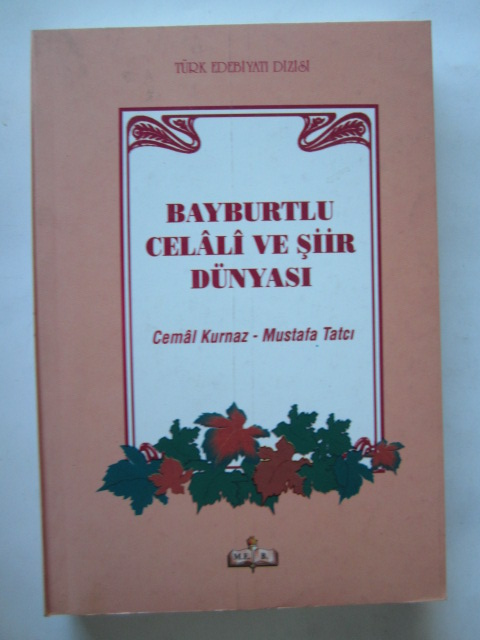 TÜRK EDEBİYATI DİZİSİ
BAYBURTLU
CELÂLÎ VE ŞİİR
DÜNYASI
Cemâl Kurnaz - Mustafa Tatcı
M.E. B.